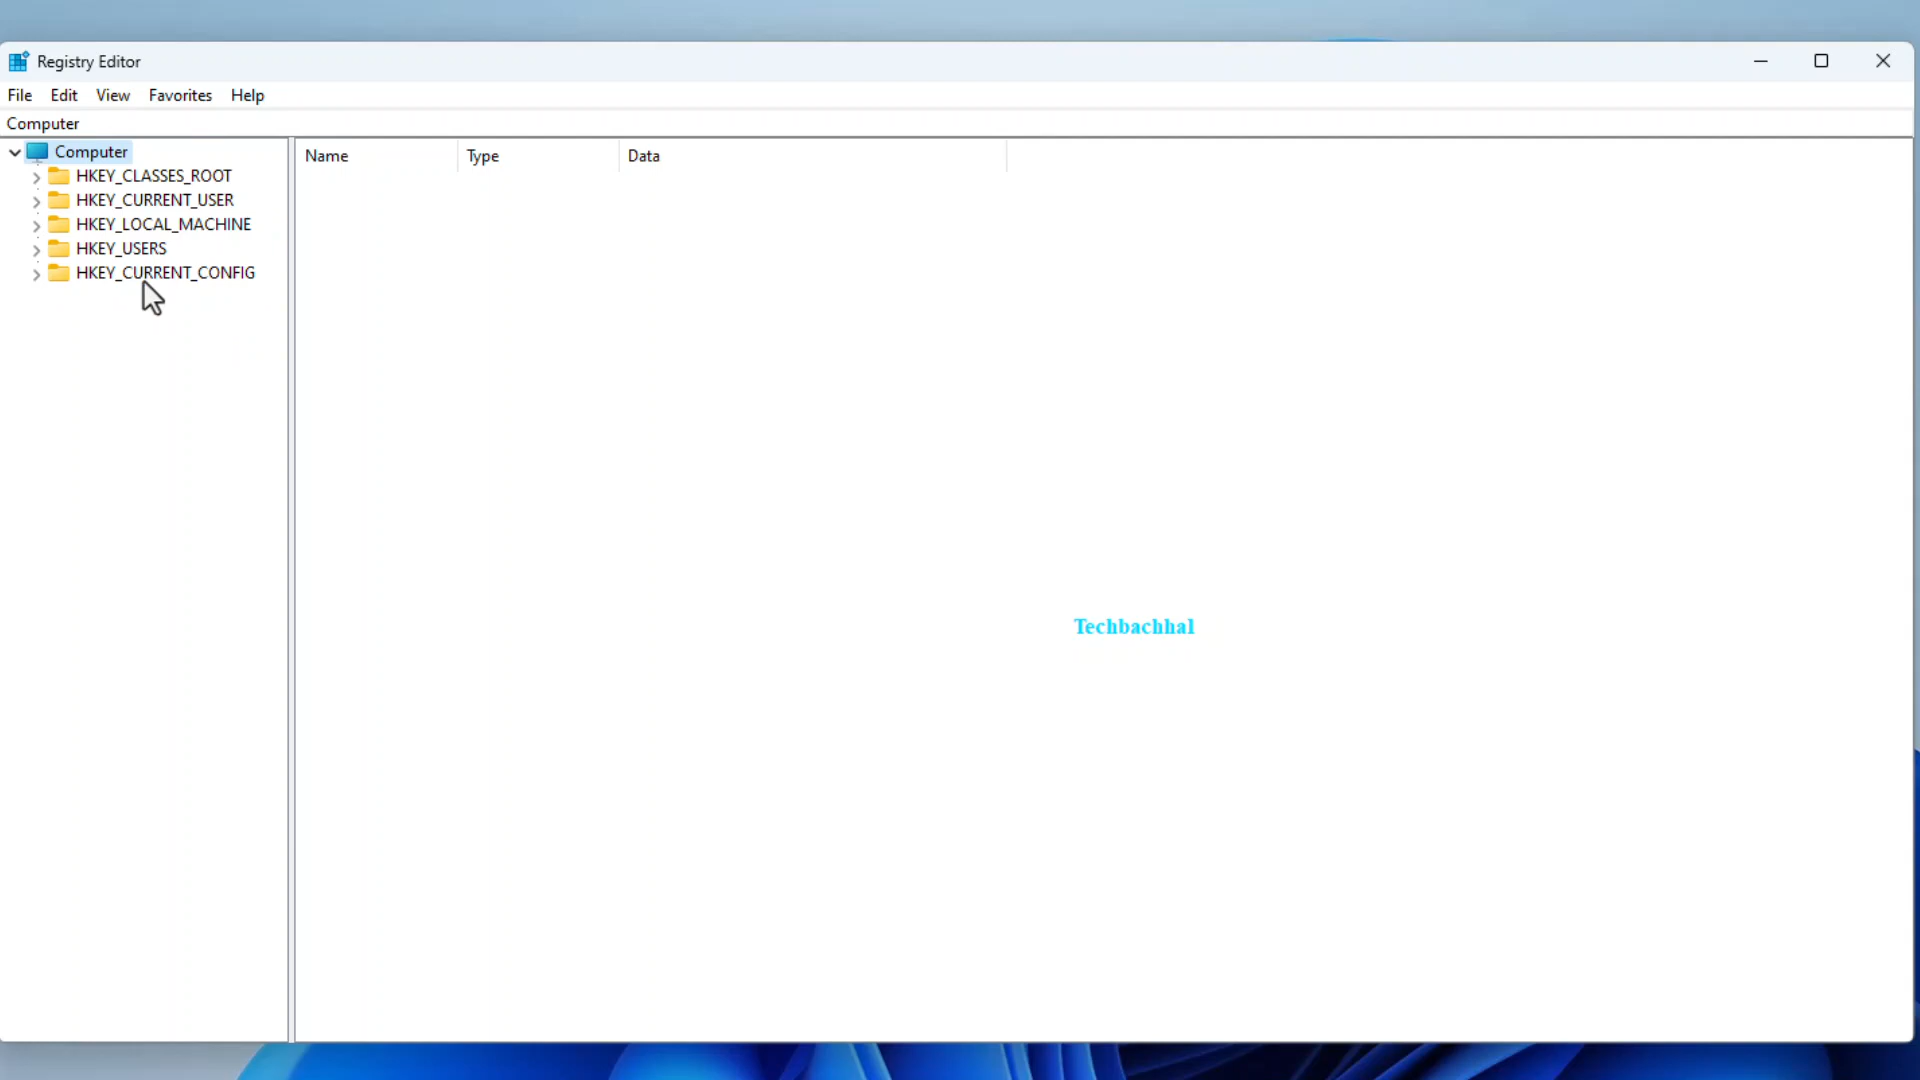 Registry Editor
File Edit View Favorites Help
Computer
Computer
HKEY_CLASSES_ROOT
HKEY_CURRENT_USER
HKEY_LOCAL_MACHINE
HKEY_USERS
HKEY_CURRENT_CONFIG
Name Type Data
Techbachhal